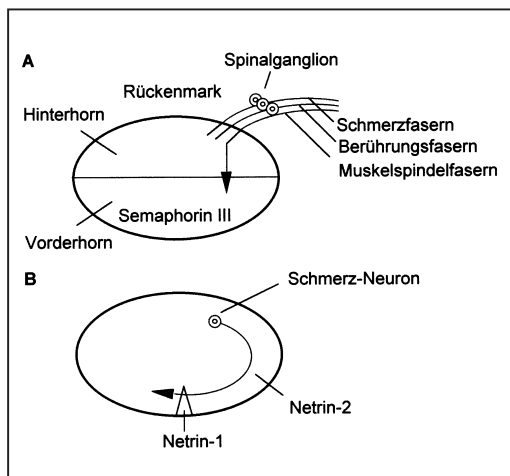 A
Spinalganglion
Rückenmark
Hinterhorn
Schmerzfasern
Berührungsfasern
Muskelspindelfasern
Semaphorin III
Vorderhorn
B
Schmerz-Neuron
Netrin-2
Netrin-1